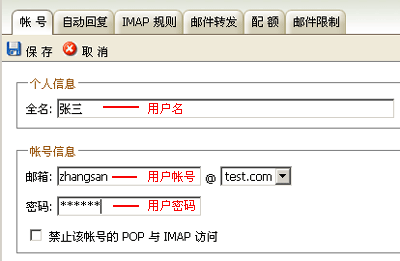 帐 号 自动回复 IMAP 规则 邮件转发 配 额 邮件限制
保 存 取 消
个人信息
全名: 张三 用户名
帐号信息
邮箱: zhangsan 用户帐号 @ test.com
密码: ****** 用户密码
禁止该帐号的 POP 与 IMAP 访问